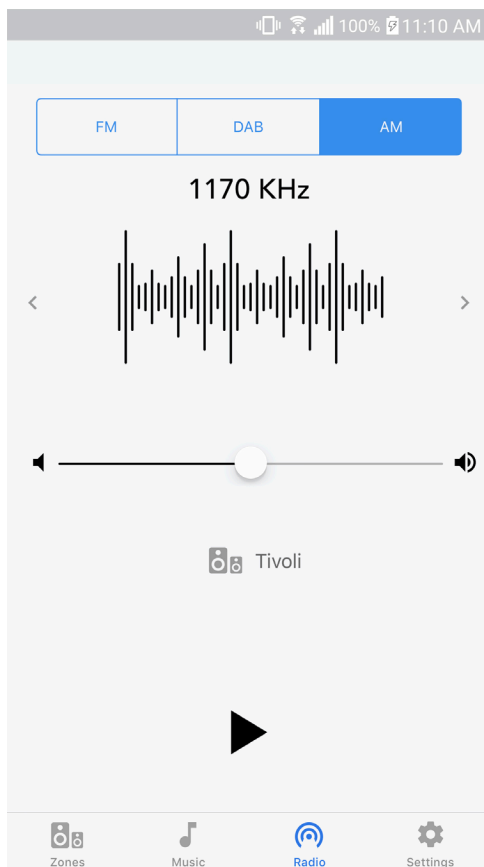 100% 11:10 AM
FM DAB AM
1170 KHz
Tivoli
Zones Music Radio Settings